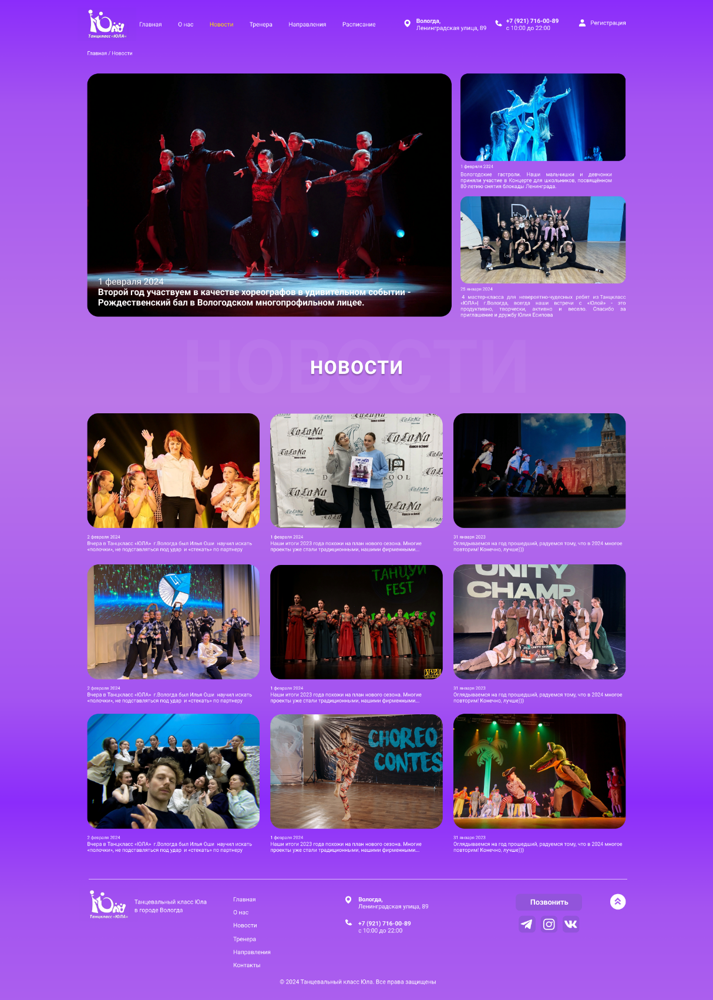 Танцкласс «ЮЛА»
Главная
О нас
Новости
Тренера
Направления
Расписание
Вологда,
Ленинградская улица, 89
+7 (921) 716-00-89
с 10:00 до 22:00
Регистрация
Главная / Новости
1 февраля 2024
Второй год участвуем в качестве хореографов в удивительном событии -
Рождественский бал в Вологодском многопрофильном лицее.
1 февраля 2024
Вологодские гастроли. Наши мальчишки и девчонки
приняли участие в Концерте для школьников, посвящённом
80-летию снятия блокады Ленинграда.
25 января 2024
4 мастер-класса для невероятно-чудесных ребят из Танцкласс
«ЮЛА»| г.Вологда, всегда наши встречи с «Юлой» - это
продуктивно, творчески, активно и весело. Спасибо за
приглашение и дружбу Юлия Есипова
НОВОСТИ
НОВОСТИ
TaLaNa
dance school
2 февраля 2024
Вчера в Танцкласс «ЮЛА» г.Вологда был Илья Оши научил искать
«полочки», не подставляться под удар и «стекать» по партнеру
1 февраля 2024
Наши итоги 2023 года похожи на план нового сезона. Многие
проекты уже стали традиционными, нашими фирменными...
31 января 2023
Оглядываемся на год прошедший, радуемся тому, что в 2024 многое
повторим! Конечно, лучше)))
ТАНЦУЙ
FEST
UNITY
CHAMP
UNITY CHAMP
2 февраля 2024
Вчера в Танцкласс «ЮЛА» г.Вологда был Илья Оши научил искать
«полочки», не подставляться под удар и «стекать» по партнеру
1 февраля 2024
Наши итоги 2023 года похожи на план нового сезона. Многие
проекты уже стали традиционными, нашими фирменными...
31 января 2023
Оглядываемся на год прошедший, радуемся тому, что в 2024 многое
повторим! Конечно, лучше)))
CHOREO
CONTES
2 февраля 2024
Вчера в Танцкласс «ЮЛА» г.Вологда был Илья Оши научил искать
«полочки», не подставляться под удар и «стекать» по партнеру
1 февраля 2024
Наши итоги 2023 года похожи на план нового сезона. Многие
проекты уже стали традиционными, нашими фирменными...
31 января 2023
Оглядываемся на год прошедший, радуемся тому, что в 2024 многое
повторим! Конечно, лучше)))
Танцкласс «ЮЛА»
Танцевальный класс Юла
в городе Вологда
Главная
О нас
Новости
Тренера
Направления
Контакты
Вологда,
Ленинградская улица, 89
+7 (921) 716-00-89
с 10:00 до 22:00
Позвонить
© 2024 Танцевальный класс Юла. Все права защищены